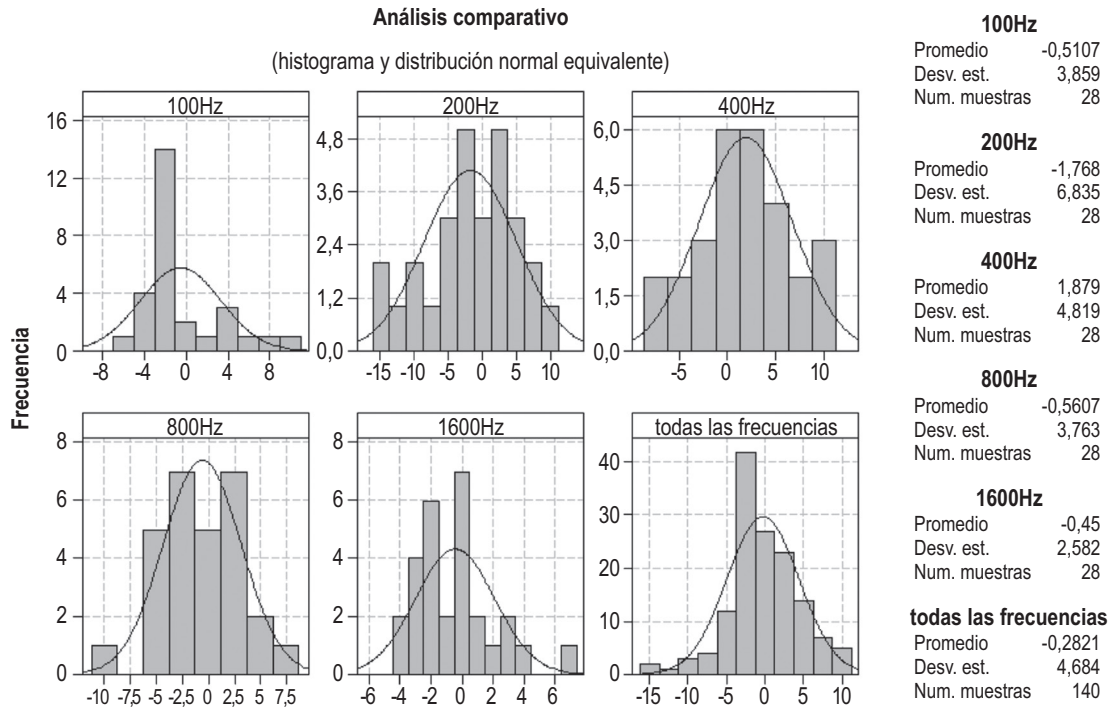 Análisis comparativo
(histograma y distribución normal equivalente)
Frecuencia
100Hz
16
12
8
4
0
-8 -4 0 4 8
200Hz
4,8
3,6
2,4
1,2
0,0
-15 -10 -5 0 5 10
400Hz
6,0
4,5
3,0
1,5
0,0
-5 0 5 10
800Hz
8
6
4
2
0
-10 -7,5 -5 -2,5 0 2,5 5 7,5
1600Hz
8
6
4
2
0
-6 -4 -2 0 2 4 6
todas las frecuencias
40
30
20
10
0
-15 -10 -5 0 5 10
100Hz
Promedio -0,5107
Desv. est. 3,859
Num. muestras 28
200Hz
Promedio -1,768
Desv. est. 6,835
Num. muestras 28
400Hz
Promedio 1,879
Desv. est. 4,819
Num. muestras 28
800Hz
Promedio -0,5607
Desv. est. 3,763
Num. muestras 28
1600Hz
Promedio -0,45
Desv. est. 2,582
Num. muestras 28
todas las frecuencias
Promedio -0,2821
Desv. est. 4,684
Num. muestras 140